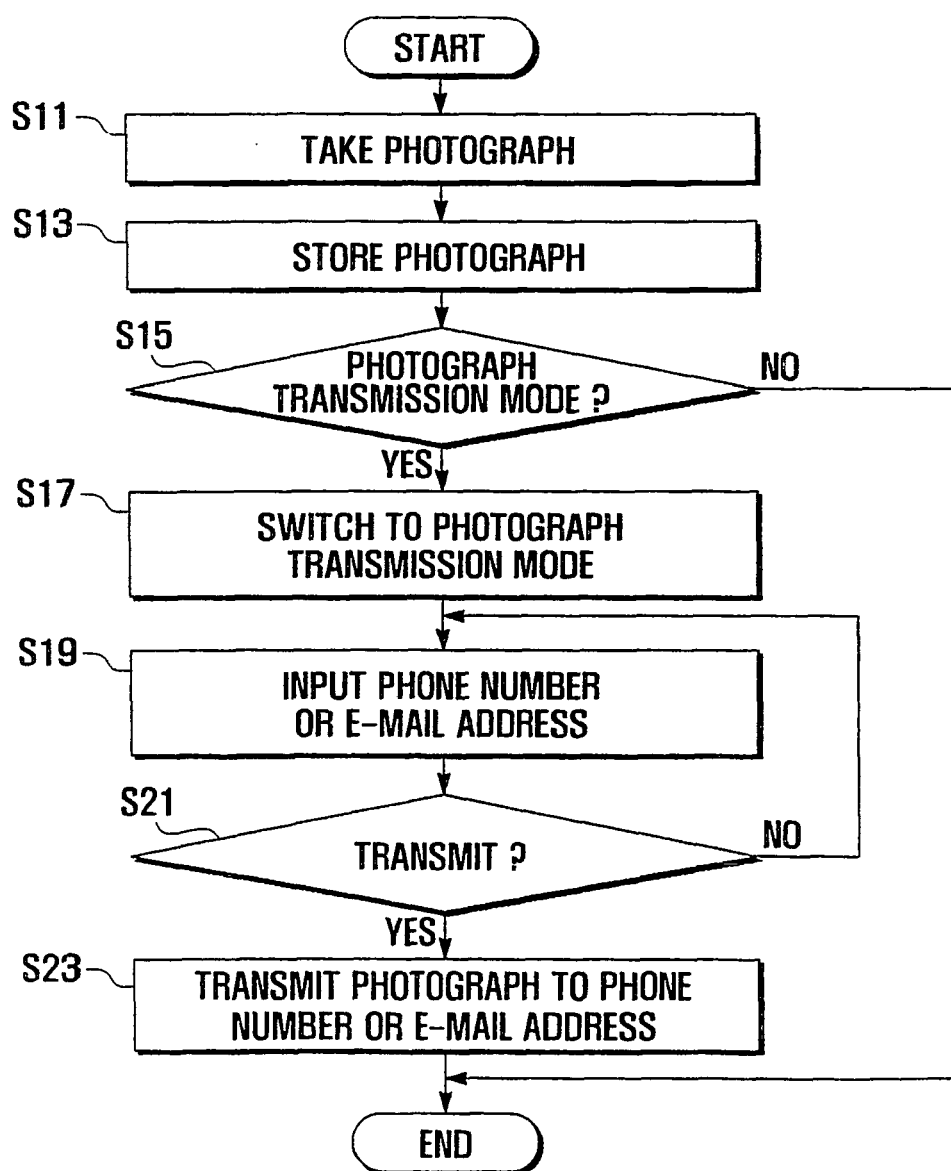 START
S11
TAKE PHOTOGRAPH
S13
STORE PHOTOGRAPH
S15
PHOTOGRAPH
TRANSMISSION MODE ?
NO
YES
S17
SWITCH TO PHOTOGRAPH
TRANSMISSION MODE
S19
INPUT PHONE NUMBER
OR E-MAIL ADDRESS
S21
TRANSMIT ?
NO
YES
S23
TRANSMIT PHOTOGRAPH TO PHONE
NUMBER OR E-MAIL ADDRESS
END